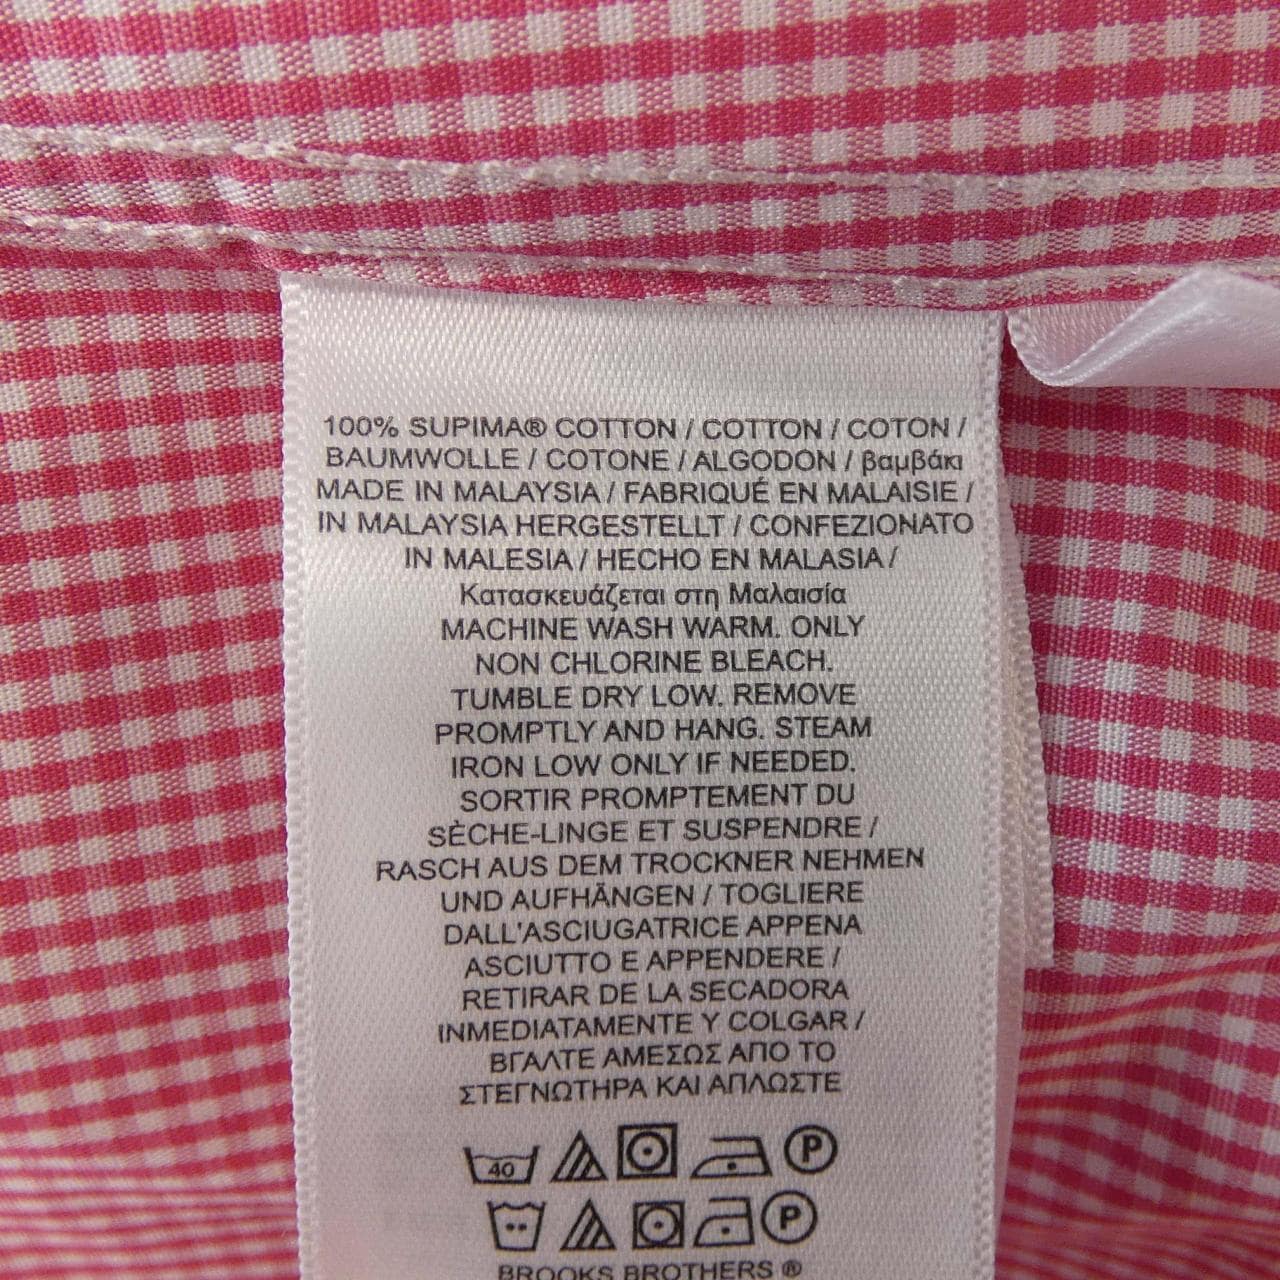 100% SUPIMA® COTTON / COTTON / COTON /
BAUMWOLLE / COTONE / ALGODON / βαμβάκι
MADE IN MALAYSIA / FABRIQUÉ EN MALAISIE /
IN MALAYSIA HERGESTELLT / CONFEZIONATO
IN MALESIA / HECHO EN MALASIA /
Κατασκευάζεται στη Μαλαισία
MACHINE WASH WARM. ONLY
NON CHLORINE BLEACH.
TUMBLE DRY LOW. REMOVE
PROMPTLY AND HANG. STEAM
IRON LOW ONLY IF NEEDED.
SORTIR PROMPTEMENT DU
SÈCHE-LINGE ET SUSPENDRE /
RASCH AUS DEM TROCKNER NEHMEN
UND AUFHÄNGEN / TOGLIERE
DALL'ASCIUGATRICE APPENA
ASCIUTTO E APPENDERE /
RETIRAR DE LA SECADORA
INMEDIATAMENTE Y COLGAR /
ΒΓΑΛΤΕ ΑΜΕΣΩΣ ΑΠΟ ΤΟ
ΣΤΕΓΝΩΤΗΡΑ ΚΑΙ ΑΠΛΩΣΤΕ
40 P
P
BROOKS BROTHERS ®